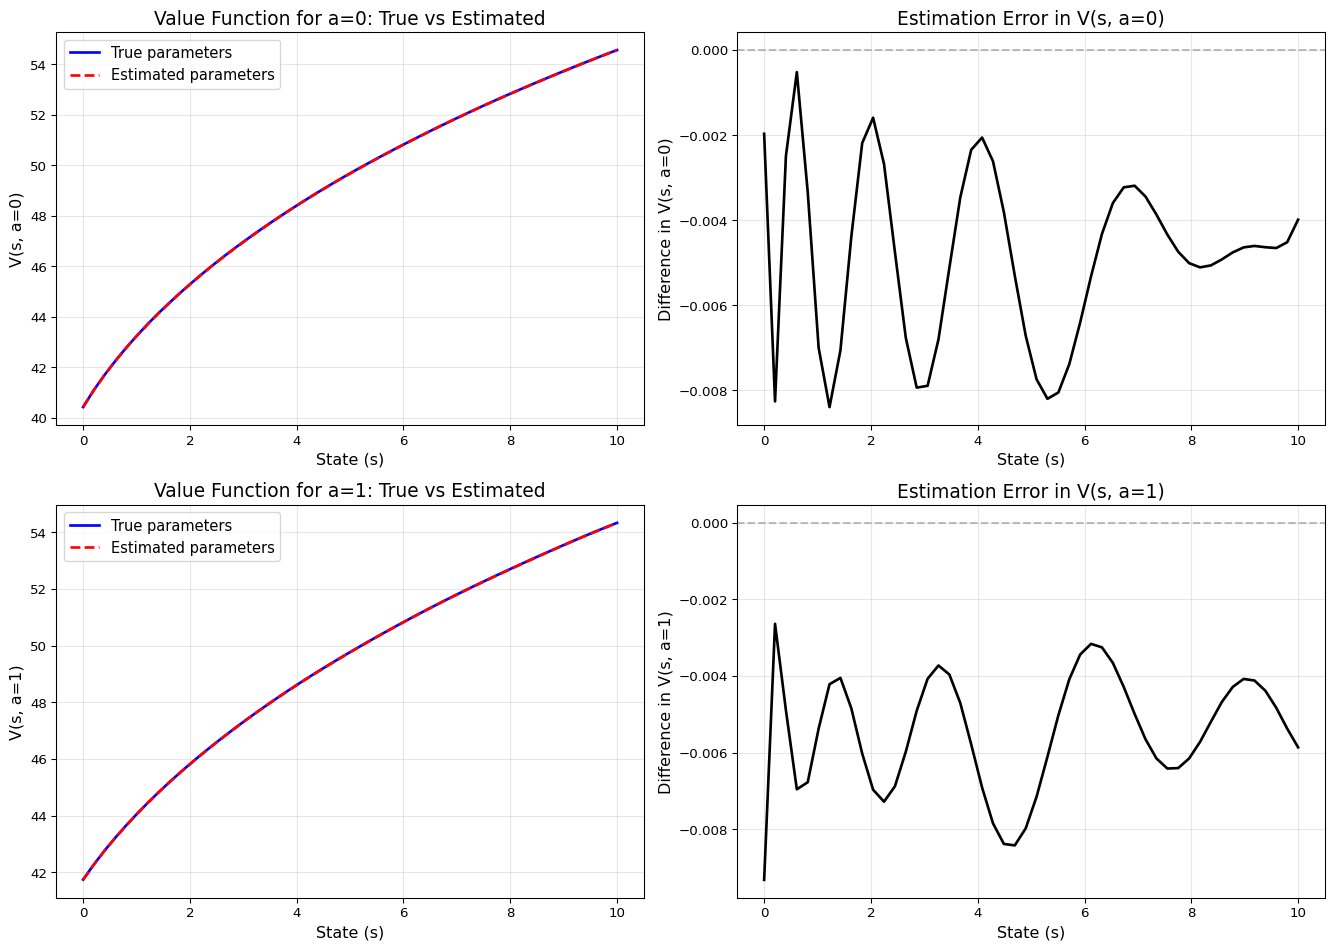 Value Function for a=0: True vs Estimated
True parameters
Estimated parameters
V(s, a=0)
54
52
50
48
46
44
42
40
0 2 4 6 8 10
State (s)
Estimation Error in V(s, a=0)
Difference in V(s, a=0)
0.000
−0.002
−0.004
−0.006
−0.008
0 2 4 6 8 10
State (s)
Value Function for a=1: True vs Estimated
True parameters
Estimated parameters
V(s, a=1)
54
52
50
48
46
44
42
0 2 4 6 8 10
State (s)
Estimation Error in V(s, a=1)
Difference in V(s, a=1)
0.000
−0.002
−0.004
−0.006
−0.008
0 2 4 6 8 10
State (s)